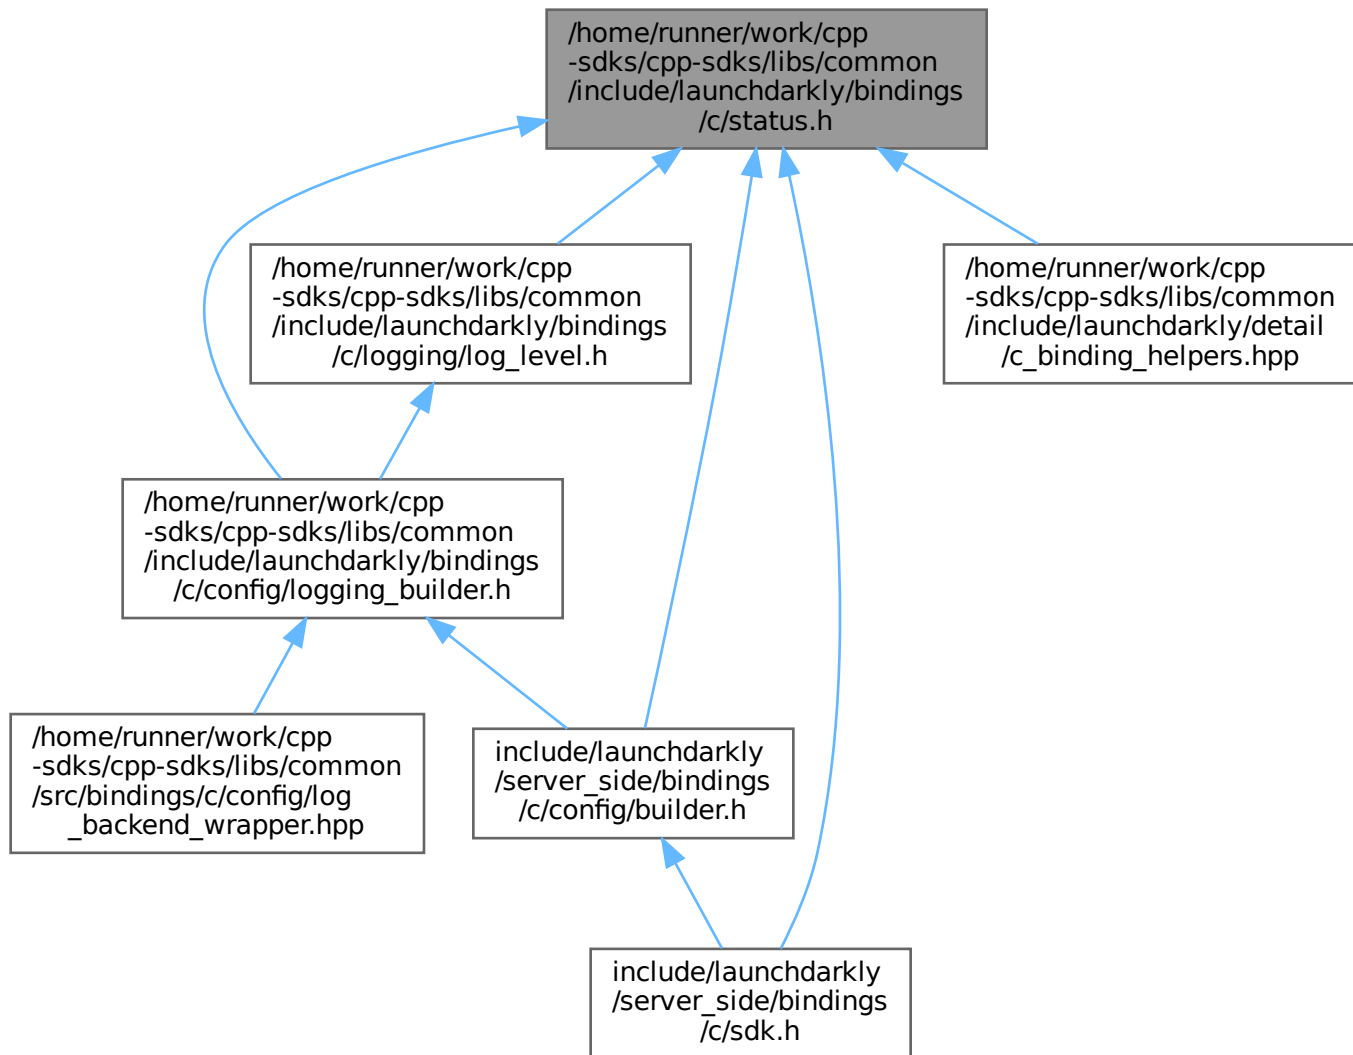 /home/runner/work/cpp
-sdks/cpp-sdks/libs/common
/include/launchdarkly/bindings
/c/status.h
/home/runner/work/cpp
-sdks/cpp-sdks/libs/common
/include/launchdarkly/bindings
/c/logging/log_level.h
/home/runner/work/cpp
-sdks/cpp-sdks/libs/common
/include/launchdarkly/detail
/c_binding_helpers.hpp
/home/runner/work/cpp
-sdks/cpp-sdks/libs/common
/include/launchdarkly/bindings
/c/config/logging_builder.h
/home/runner/work/cpp
-sdks/cpp-sdks/libs/common
/src/bindings/c/config/log
_backend_wrapper.hpp
include/launchdarkly
/server_side/bindings
/c/config/builder.h
include/launchdarkly
/server_side/bindings
/c/sdk.h